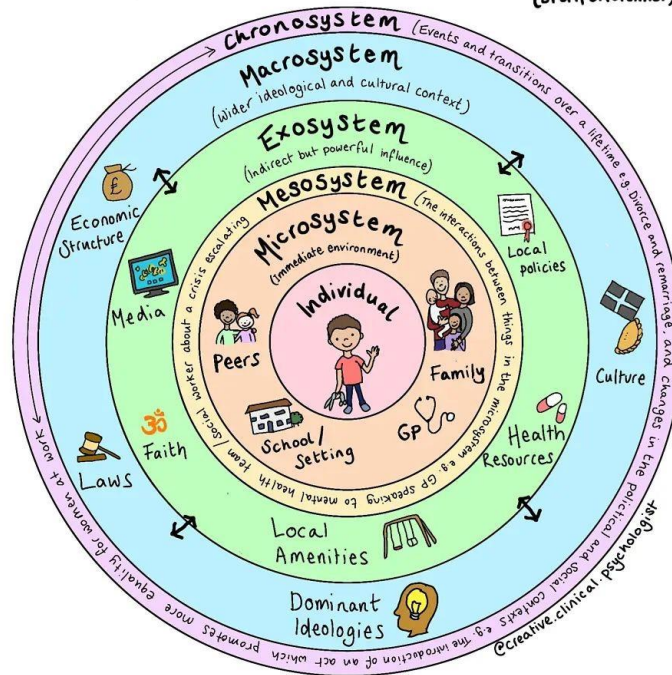 Chronosystem (Events and transitions over a lifetime e.g. Divorce and remarriage, and changes in the political and social contexts e.g. The introduction of an act which promotes more equality for women at work
Macrosystem
(Wider ideological and cultural context)
Exosystem
(Indirect but powerful influence)
Mesosystem (The interactions between things in the microsystem e.g. GP speaking to mental health team / social worker about a crisis escalating
Microsystem
(immediate environment)
Individual
Economic
Structure
£
Media
Local
policies
Peers
Family
Culture
School/
Setting
GP
ॐ
Faith
Laws
Health
Resources
Local
Amenities
Dominant
Ideologies
@creative.clinical.psychologist